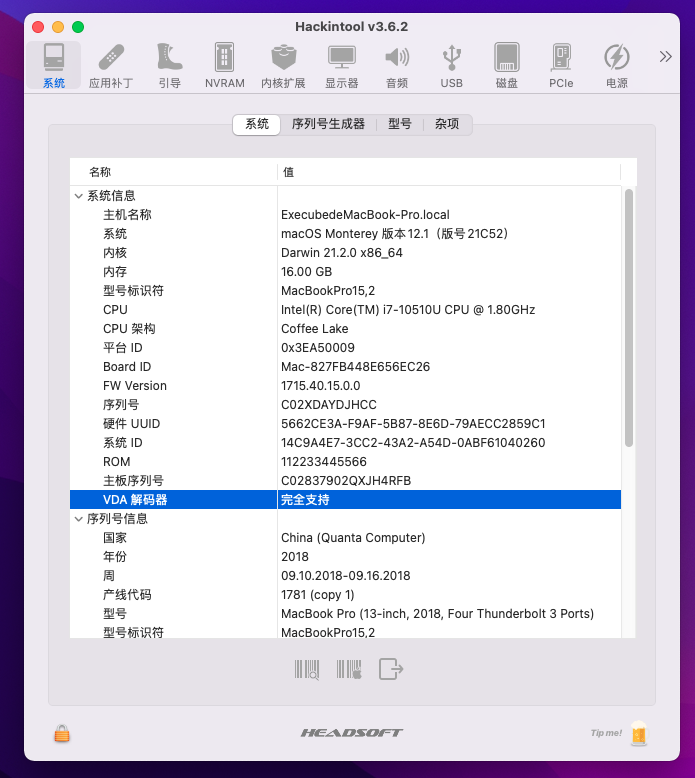 Hackintool v3.6.2
系统 应用补丁 引导 NVRAM 内核扩展 显示器 音频 USB 磁盘 PCIe 电源
系统 序列号生成器 型号 杂项
名称 值
系统信息
主机名称 ExecubedeMacBook-Pro.local
系统 macOS Monterey 版本12.1（版号21C52）
内核 Darwin 21.2.0 x86_64
内存 16.00 GB
型号标识符 MacBookPro15,2
CPU Intel(R) Core(TM) i7-10510U CPU @ 1.80GHz
CPU 架构 Coffee Lake
平台 ID 0x3EA50009
Board ID Mac-827FB448E656EC26
FW Version 1715.40.15.0.0
序列号 C02XDAYDJHCC
硬件 UUID 5662CE3A-F9AF-5B87-8E6D-79AECC2859C1
系统 ID 14C9A4E7-3CC2-43A2-A54D-0ABF61040260
ROM 112233445566
主板序列号 C02837902QXJH4RFB
VDA 解码器 完全支持
序列号信息
国家 China (Quanta Computer)
年份 2018
周 09.10.2018-09.16.2018
产线代码 1781 (copy 1)
型号 MacBook Pro (13-inch, 2018, Four Thunderbolt 3 Ports)
型号标识符 MacBookPro15,2
HEADSOFT
Tip me!